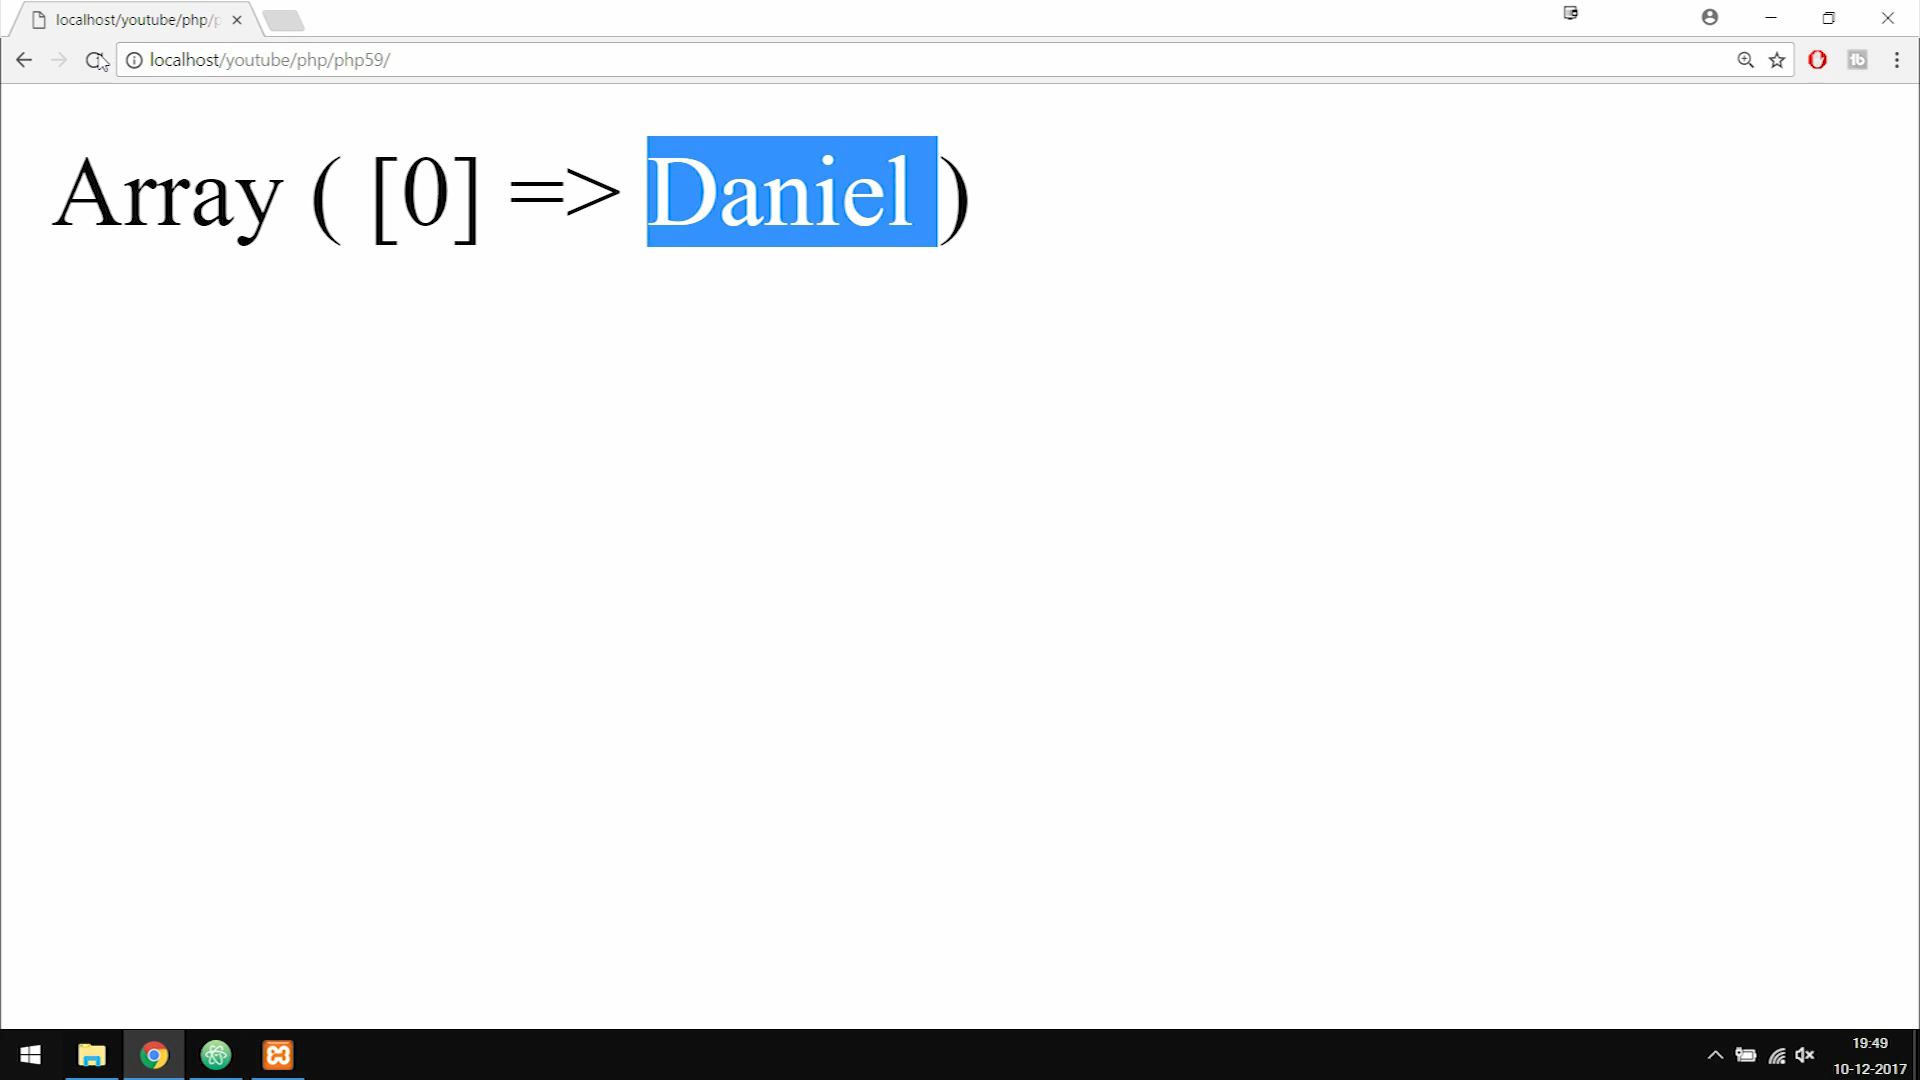 localhost/youtube/php/p
localhost/youtube/php/php59/
Array ( [0] => Daniel )
19:49
10-12-2017